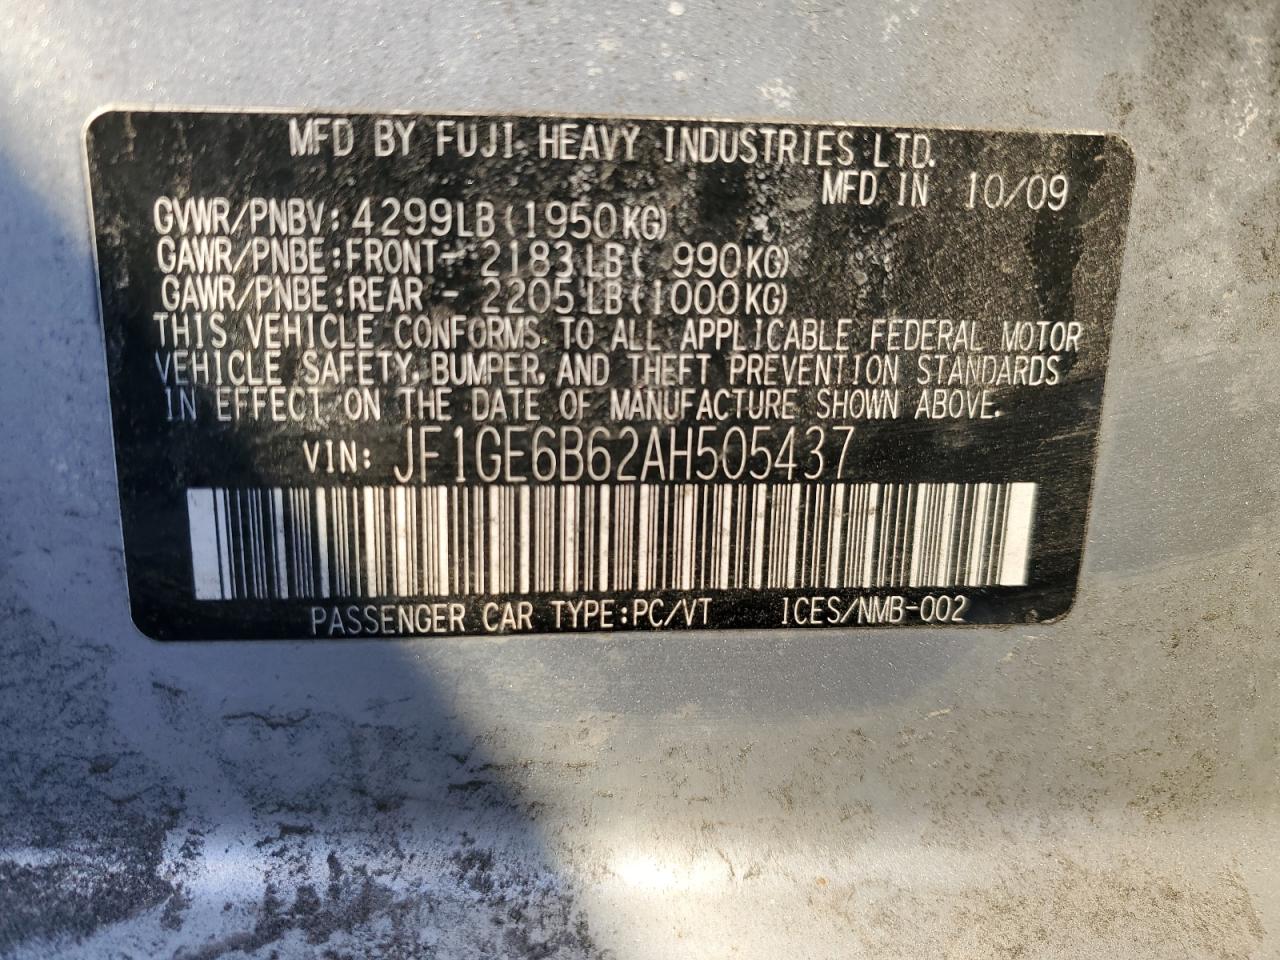 MFD BY FUJI HEAVY INDUSTRIES LTD.
MFD IN 10/09
GVWR/PNBV: 4299LB(1950KG)
GAWR/PNBE:FRONT- 2183LB( 990KG)
GAWR/PNBE:REAR - 2205LB(1000KG)
THIS VEHICLE CONFORMS TO ALL APPLICABLE FEDERAL MOTOR
VEHICLE SAFETY, BUMPER, AND THEFT PREVENTION STANDARDS
IN EFFECT ON THE DATE OF MANUFACTURE SHOWN ABOVE.
VIN: JF1GE6B62AH505437
PASSENGER CAR TYPE:PC/VT 1CES/NMB-002